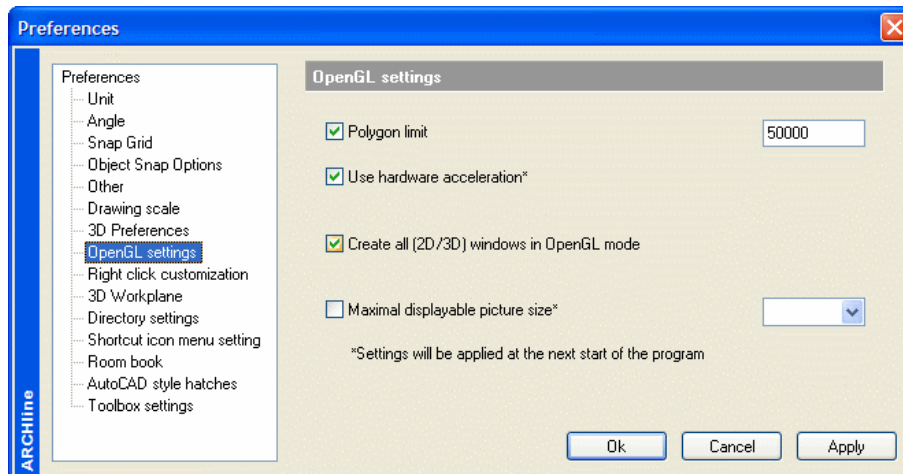 Preferences
Preferences
Unit
Angle
Snap Grid
Object Snap Options
Other
Drawing scale
3D Preferences
OpenGL settings
Right click customization
3D Workplane
Directory settings
Shortcut icon menu setting
Room book
AutoCAD style hatches
Toolbox settings
ARCHline
OpenGL settings
Polygon limit 50000
Use hardware acceleration*
Create all (2D/3D) windows in OpenGL mode
Maximal displayable picture size*
*Settings will be applied at the next start of the program
Ok Cancel Apply